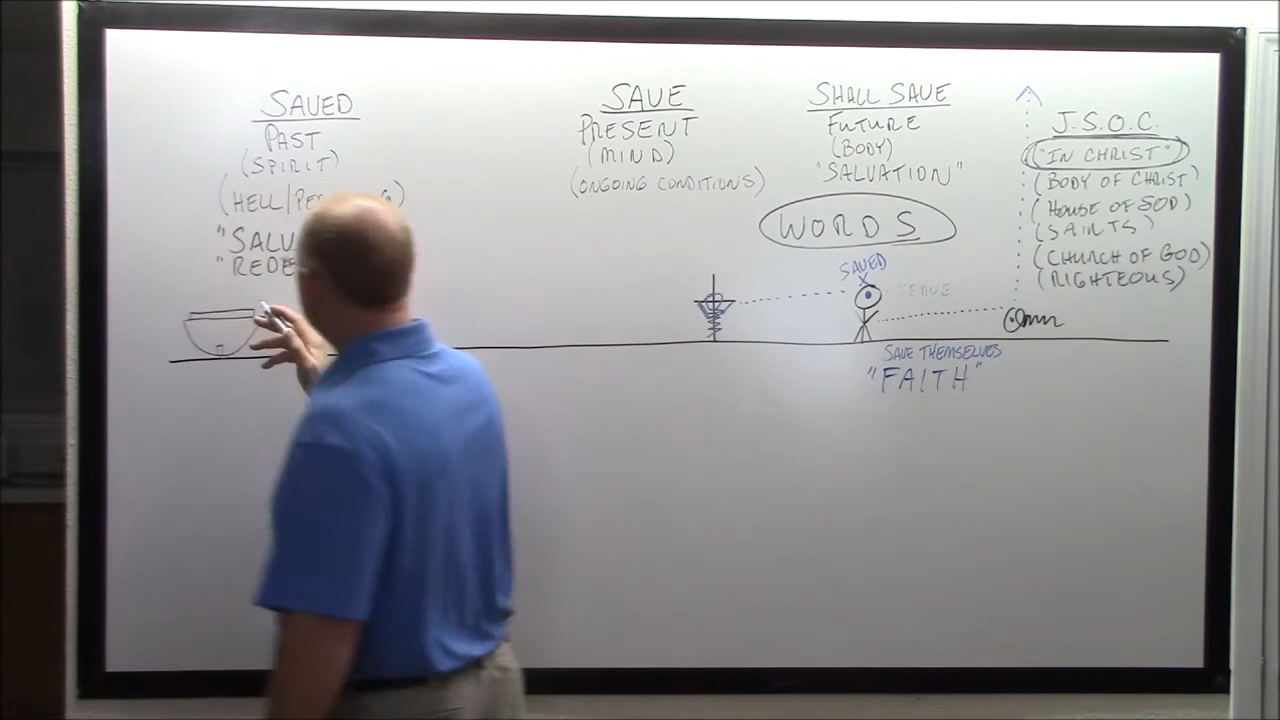 SAVED
PAST
(SPIRIT)
(HELL/
"SALV
"REDE
SAVE
PRESENT
(MIND)
(ONGOING CONDITIONS)
SHALL SAVE
FUTURE
(BODY)
"SALVATION"
WORDS
SAVED
SERVE
SAVE THEMSELVES
"FAITH"
J.S.O.C.
("IN CHRIST")
(BODY OF CHRIST)
(HOUSE OF GOD)
(SAINTS)
(CHURCH OF GOD)
(RIGHTEOUS)